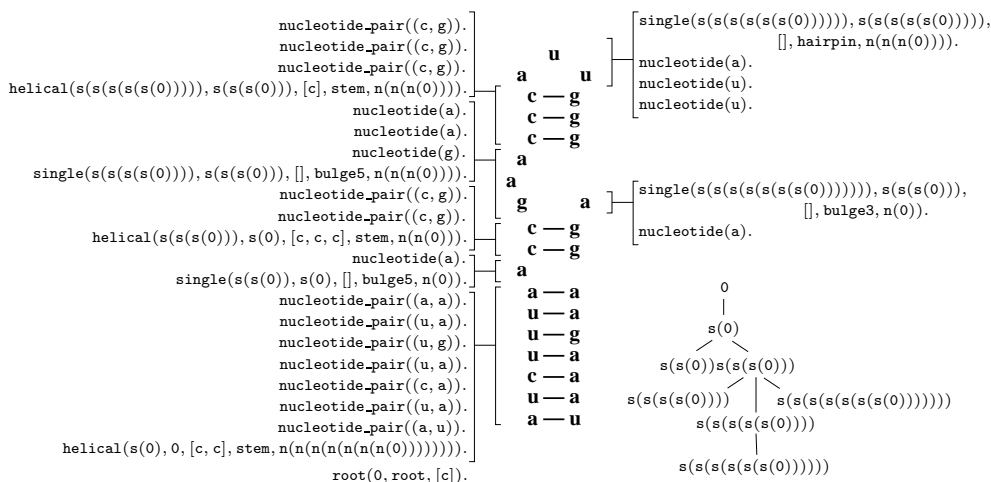 nucleotide_pair((c, g)).
nucleotide_pair((c, g)).
nucleotide_pair((c, g)).
helical(s(s(s(s(s(0))))), s(s(s(0))), [c], stem, n(n(n(0)))).
nucleotide(a).
nucleotide(a).
nucleotide(g).
single(s(s(s(s(0)))), s(s(s(0))), [], bulge5, n(n(n(0)))).
nucleotide_pair((c, g)).
nucleotide_pair((c, g)).
helical(s(s(s(0))), s(0), [c, c, c], stem, n(n(0))).
nucleotide(a).
single(s(s(0)), s(0), [], bulge5, n(0)).
nucleotide_pair((a, a)).
nucleotide_pair((u, a)).
nucleotide_pair((u, g)).
nucleotide_pair((u, a)).
nucleotide_pair((c, a)).
nucleotide_pair((u, a)).
nucleotide_pair((a, u)).
helical(s(0), 0, [c, c], stem, n(n(n(n(n(n(n(0)))))))).
root(0, root, [c]).
u
a u
c — g
c — g
c — g
a
a
g a
c — g
c — g
a
a — a
u — a
u — g
u — a
c — a
u — a
a — u
single(s(s(s(s(s(s(0)))))), s(s(s(s(s(0))))),
[], hairpin, n(n(n(0)))).
nucleotide(a).
nucleotide(u).
nucleotide(u).
single(s(s(s(s(s(s(s(0))))))), s(s(s(0))),
[], bulge3, n(0)).
nucleotide(a).
0
s(0)
s(s(0))s(s(s(0)))
s(s(s(s(0)))) s(s(s(s(s(s(s(0)))))))
s(s(s(s(s(0)))))
s(s(s(s(s(s(0))))))